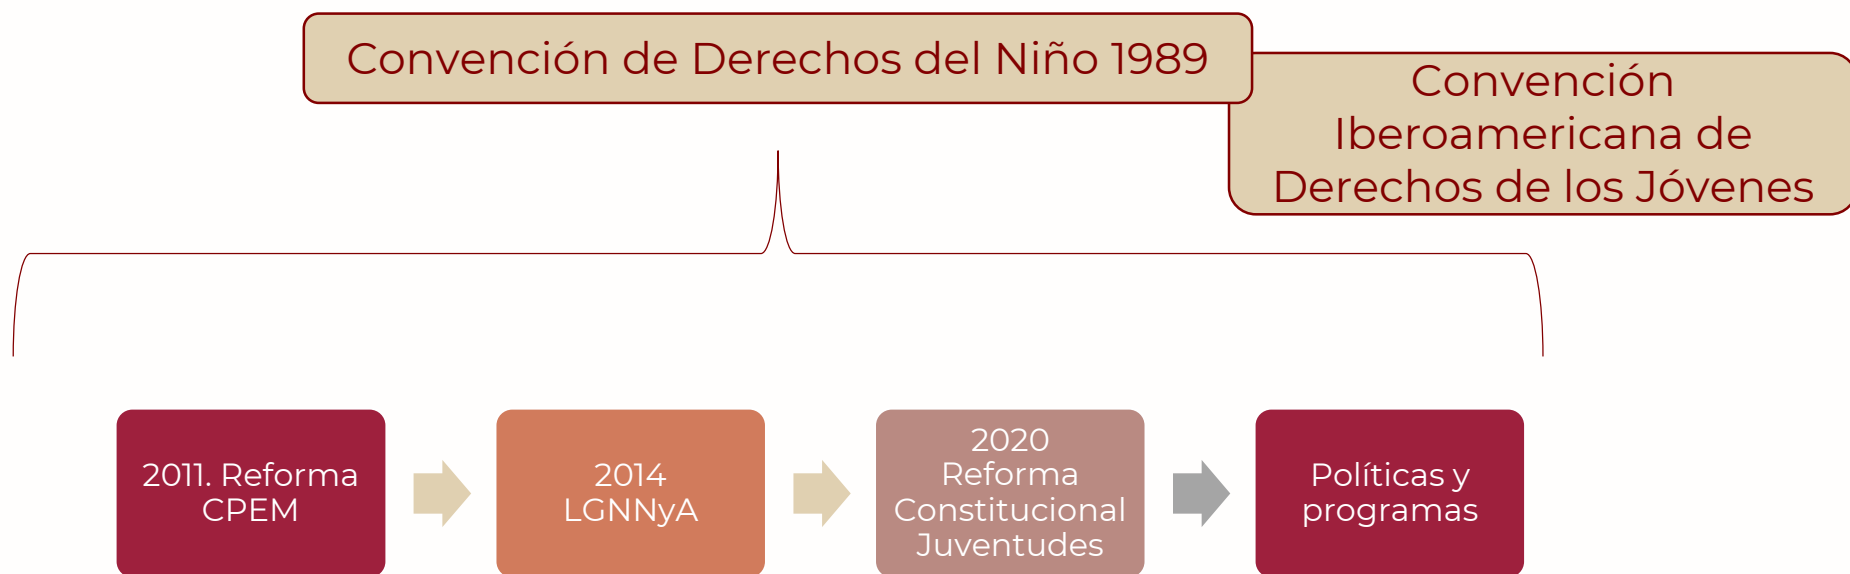 Convención de Derechos del Niño 1989
Convención
Iberoamericana de
Derechos de los Jóvenes
2011. Reforma
CPEM
2014
LGNNyA
2020
Reforma
Constitucional
Juventudes
Políticas y
programas